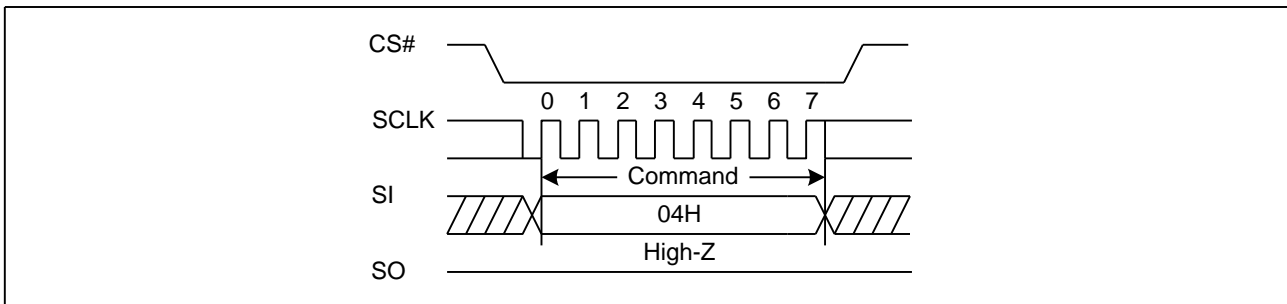 CS#
0 1 2 3 4 5 6 7
SCLK
Command
SI
04H
High-Z
SO